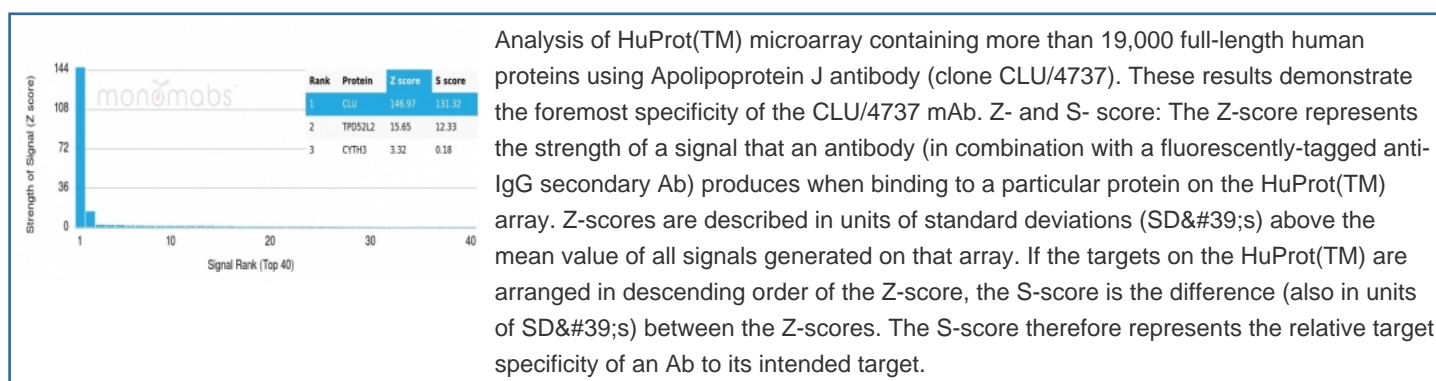 Analysis of HuProt(TM) microarray containing more than 19,000 full-length human
proteins using Apolipoprotein J antibody (clone CLU/4737). These results demonstrate
the foremost specificity of the CLU/4737 mAb. Z- and S- score: The Z-score represents
the strength of a signal that an antibody (in combination with a fluorescently-tagged anti-
IgG secondary Ab) produces when binding to a particular protein on the HuProt(TM)
array. Z-scores are described in units of standard deviations (SD&#39;s) above the
mean value of all signals generated on that array. If the targets on the HuProt(TM) are
arranged in descending order of the Z-score, the S-score is the difference (also in units
of SD&#39;s) between the Z-scores. The S-score therefore represents the relative target
specificity of an Ab to its intended target.
Strength of Signal (Z score)
144
108
72
36
0
monomabs
Rank Protein Z score S score
1 CLU 146.97 131.32
2 TPD52L2 15.65 12.33
3 CYTH3 3.32 0.18
1 10 20 30 40
Signal Rank (Top 40)